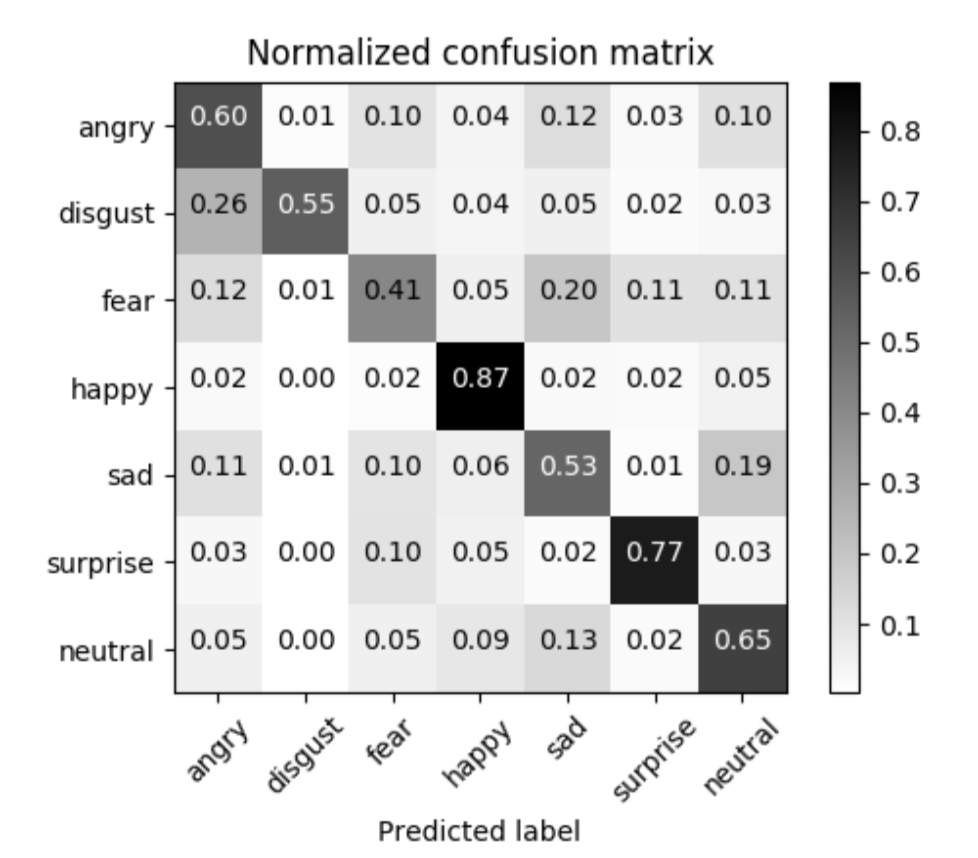 Normalized confusion matrix
angry 0.60 0.01 0.10 0.04 0.12 0.03 0.10
disgust 0.26 0.55 0.05 0.04 0.05 0.02 0.03
fear 0.12 0.01 0.41 0.05 0.20 0.11 0.11
happy 0.02 0.00 0.02 0.87 0.02 0.02 0.05
sad 0.11 0.01 0.10 0.06 0.53 0.01 0.19
surprise 0.03 0.00 0.10 0.05 0.02 0.77 0.03
neutral 0.05 0.00 0.05 0.09 0.13 0.02 0.65
angry disgust fear happy sad surprise neutral
Predicted label
0.8
0.7
0.6
0.5
0.4
0.3
0.2
0.1